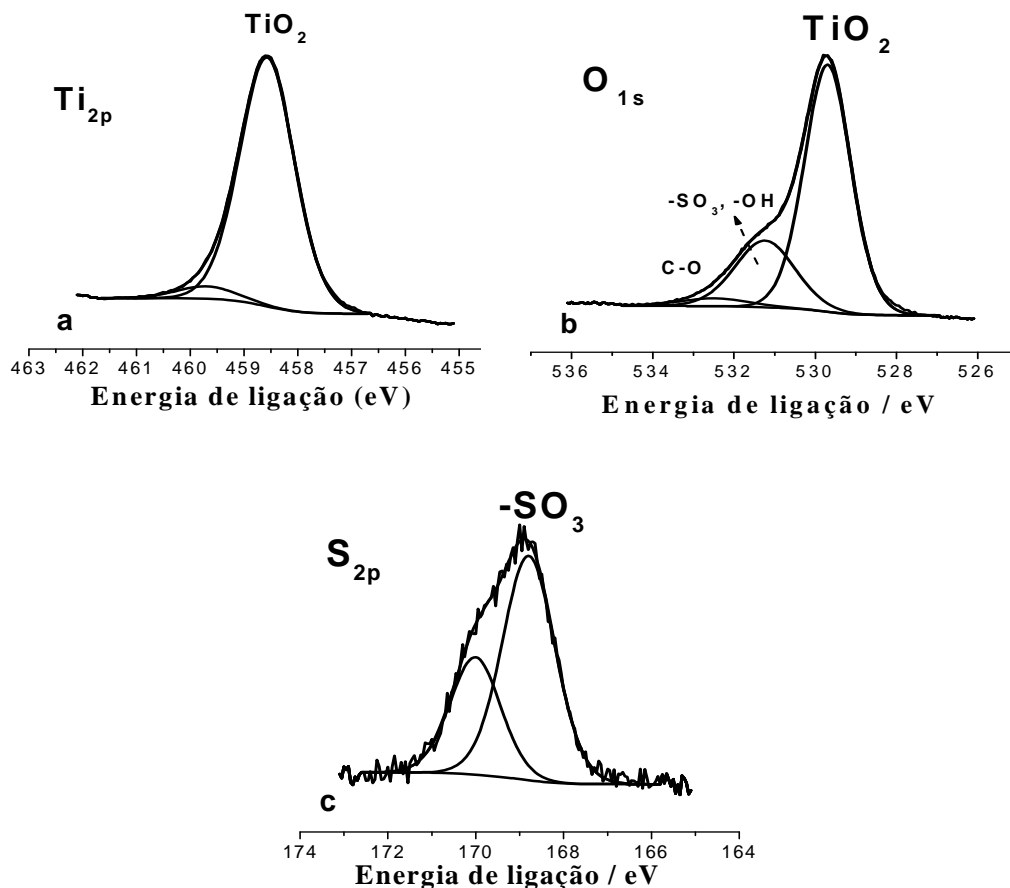 TiO2
Ti2p
a
463 462 461 460 459 458 457 456 455
Energia de ligação (eV)
TiO2
O1s
-SO3, -OH
C-O
b
536 534 532 530 528 526
Energia de ligação / eV
-SO3
S2p
c
174 172 170 168 166 164
Energia de ligação / eV